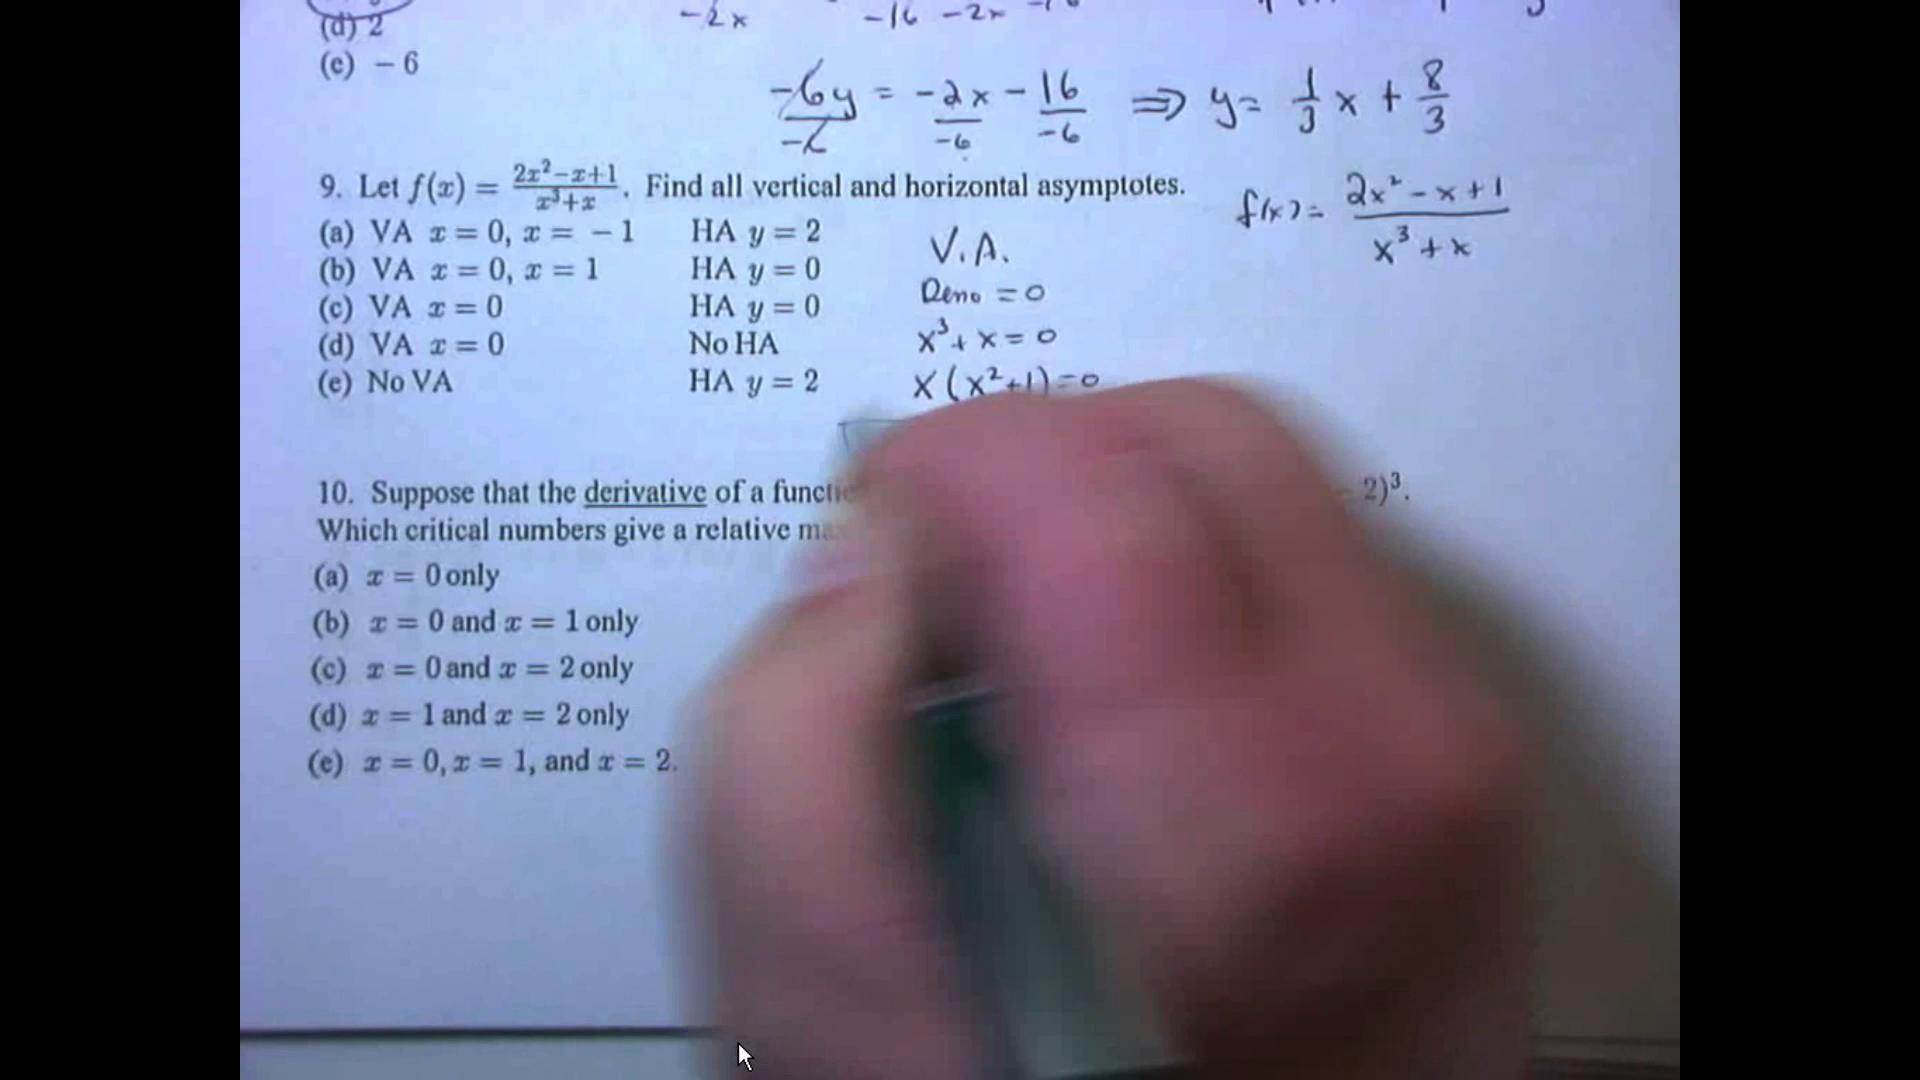 (d) 2
-2x -16 -2x
(e) - 6
-6y/-6 = -2x/-6 - 16/-6 ⇒ y = 1/3 x + 8/3
9. Let f(x) = (2x²-x+1)/(x³+x). Find all vertical and horizontal asymptotes.
f(x) = (2x² - x + 1)/(x³ + x)
(a) VA x = 0, x = - 1 HA y = 2
(b) VA x = 0, x = 1 HA y = 0
(c) VA x = 0 HA y = 0
(d) VA x = 0 No HA
(e) No VA HA y = 2
V.A.
Deno = 0
x³ + x = 0
x(x²+1)=0
10. Suppose that the derivative of a 2)³.
Which critical numbers give a relative
(a) x = 0 only
(b) x = 0 and x = 1 only
(c) x = 0 and x = 2 only
(d) x = 1 and x = 2 only
(e) x = 0, x = 1, and x = 2.